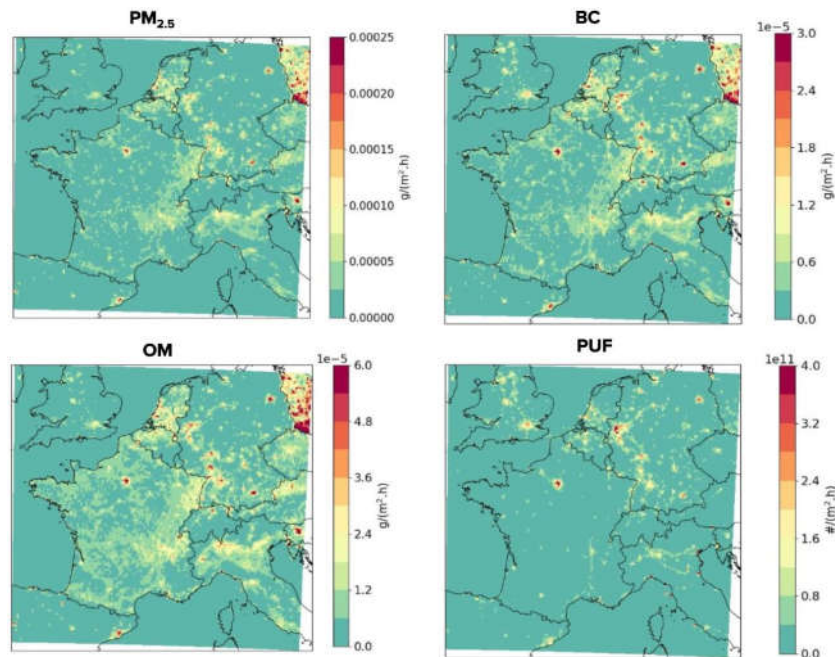 PM2.5
0.00025
0.00020
0.00015
0.00010
0.00005
0.00000
g/(m².h)
BC
1e−5
3.0
2.4
1.8
1.2
0.6
0.0
g/(m².h)
OM
1e−5
6.0
4.8
3.6
2.4
1.2
0.0
g/(m².h)
PUF
1e11
4.0
3.2
2.4
1.6
0.8
0.0
#/(m².h)